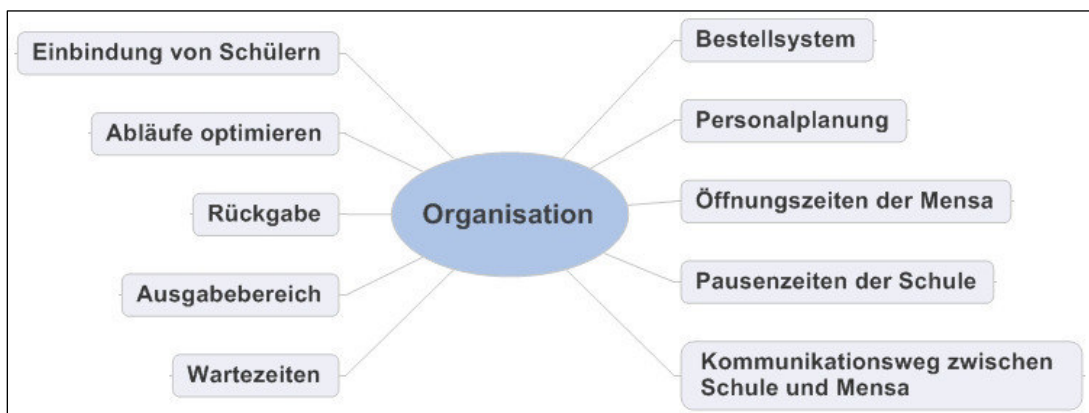 Einbindung von Schülern
Abläufe optimieren
Rückgabe
Ausgabebereich
Wartezeiten
Organisation
Bestellsystem
Personalplanung
Öffnungszeiten der Mensa
Pausenzeiten der Schule
Kommunikationsweg zwischen
Schule und Mensa